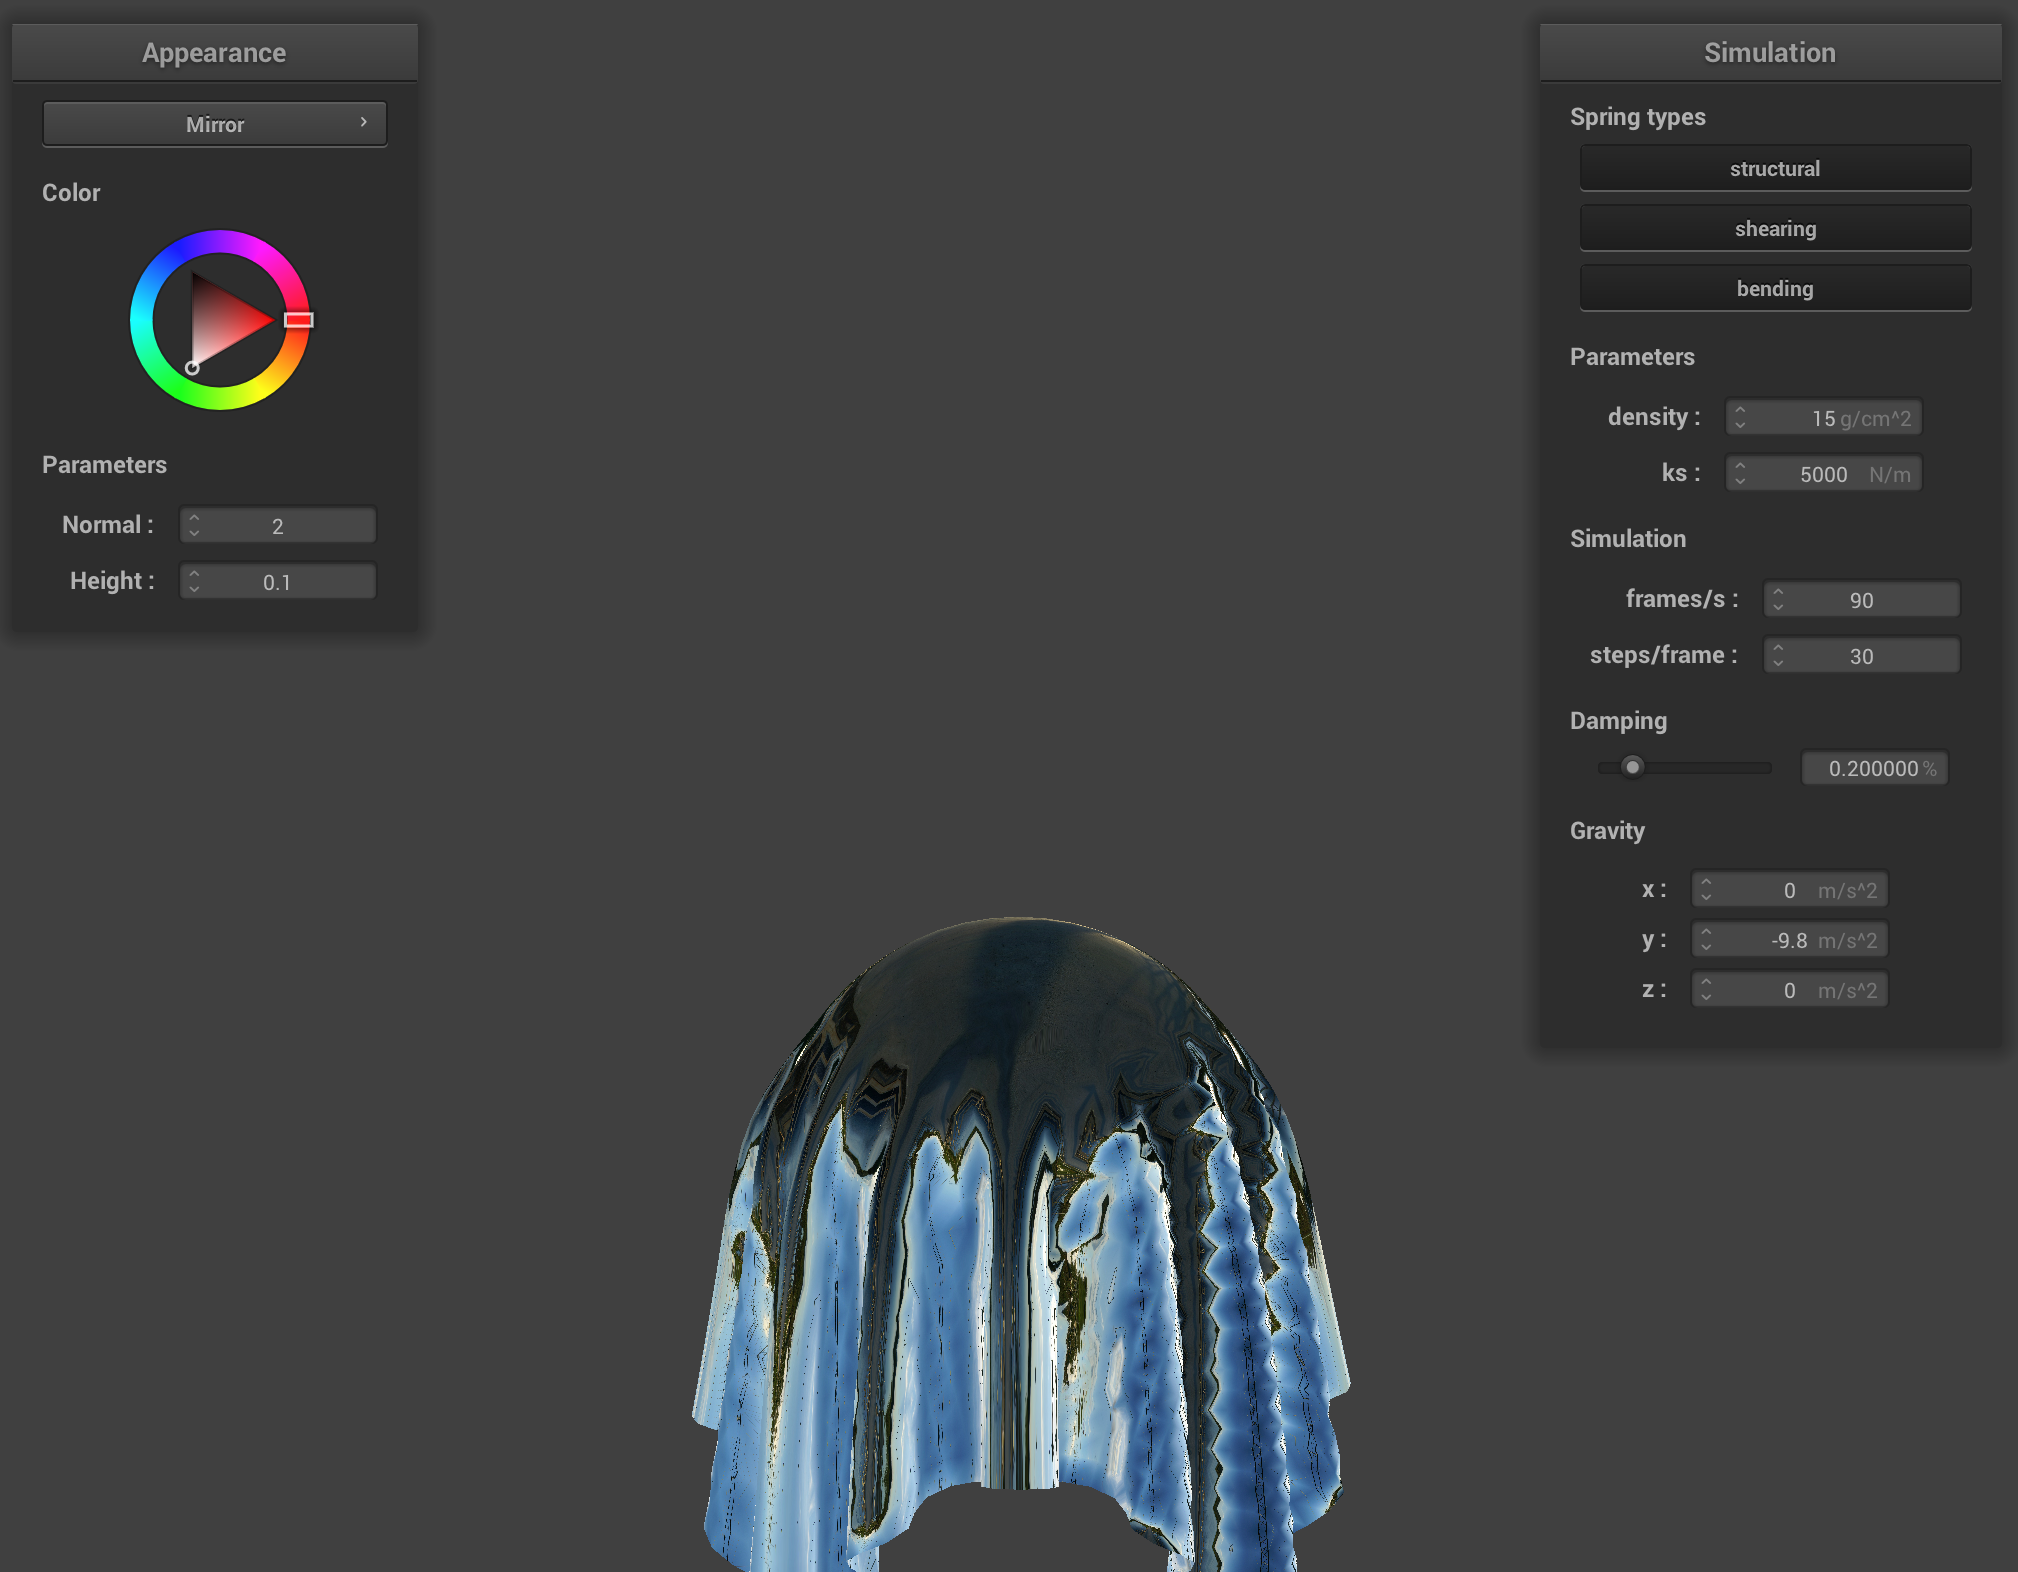 Appearance
Mirror
Color
Parameters
Normal : 2
Height : 0.1
Simulation
Spring types
structural
shearing
bending
Parameters
density : 15 g/cm^2
ks : 5000 N/m
Simulation
frames/s : 90
steps/frame : 30
Damping
0.200000 %
Gravity
x : 0 m/s^2
y : -9.8 m/s^2
z : 0 m/s^2